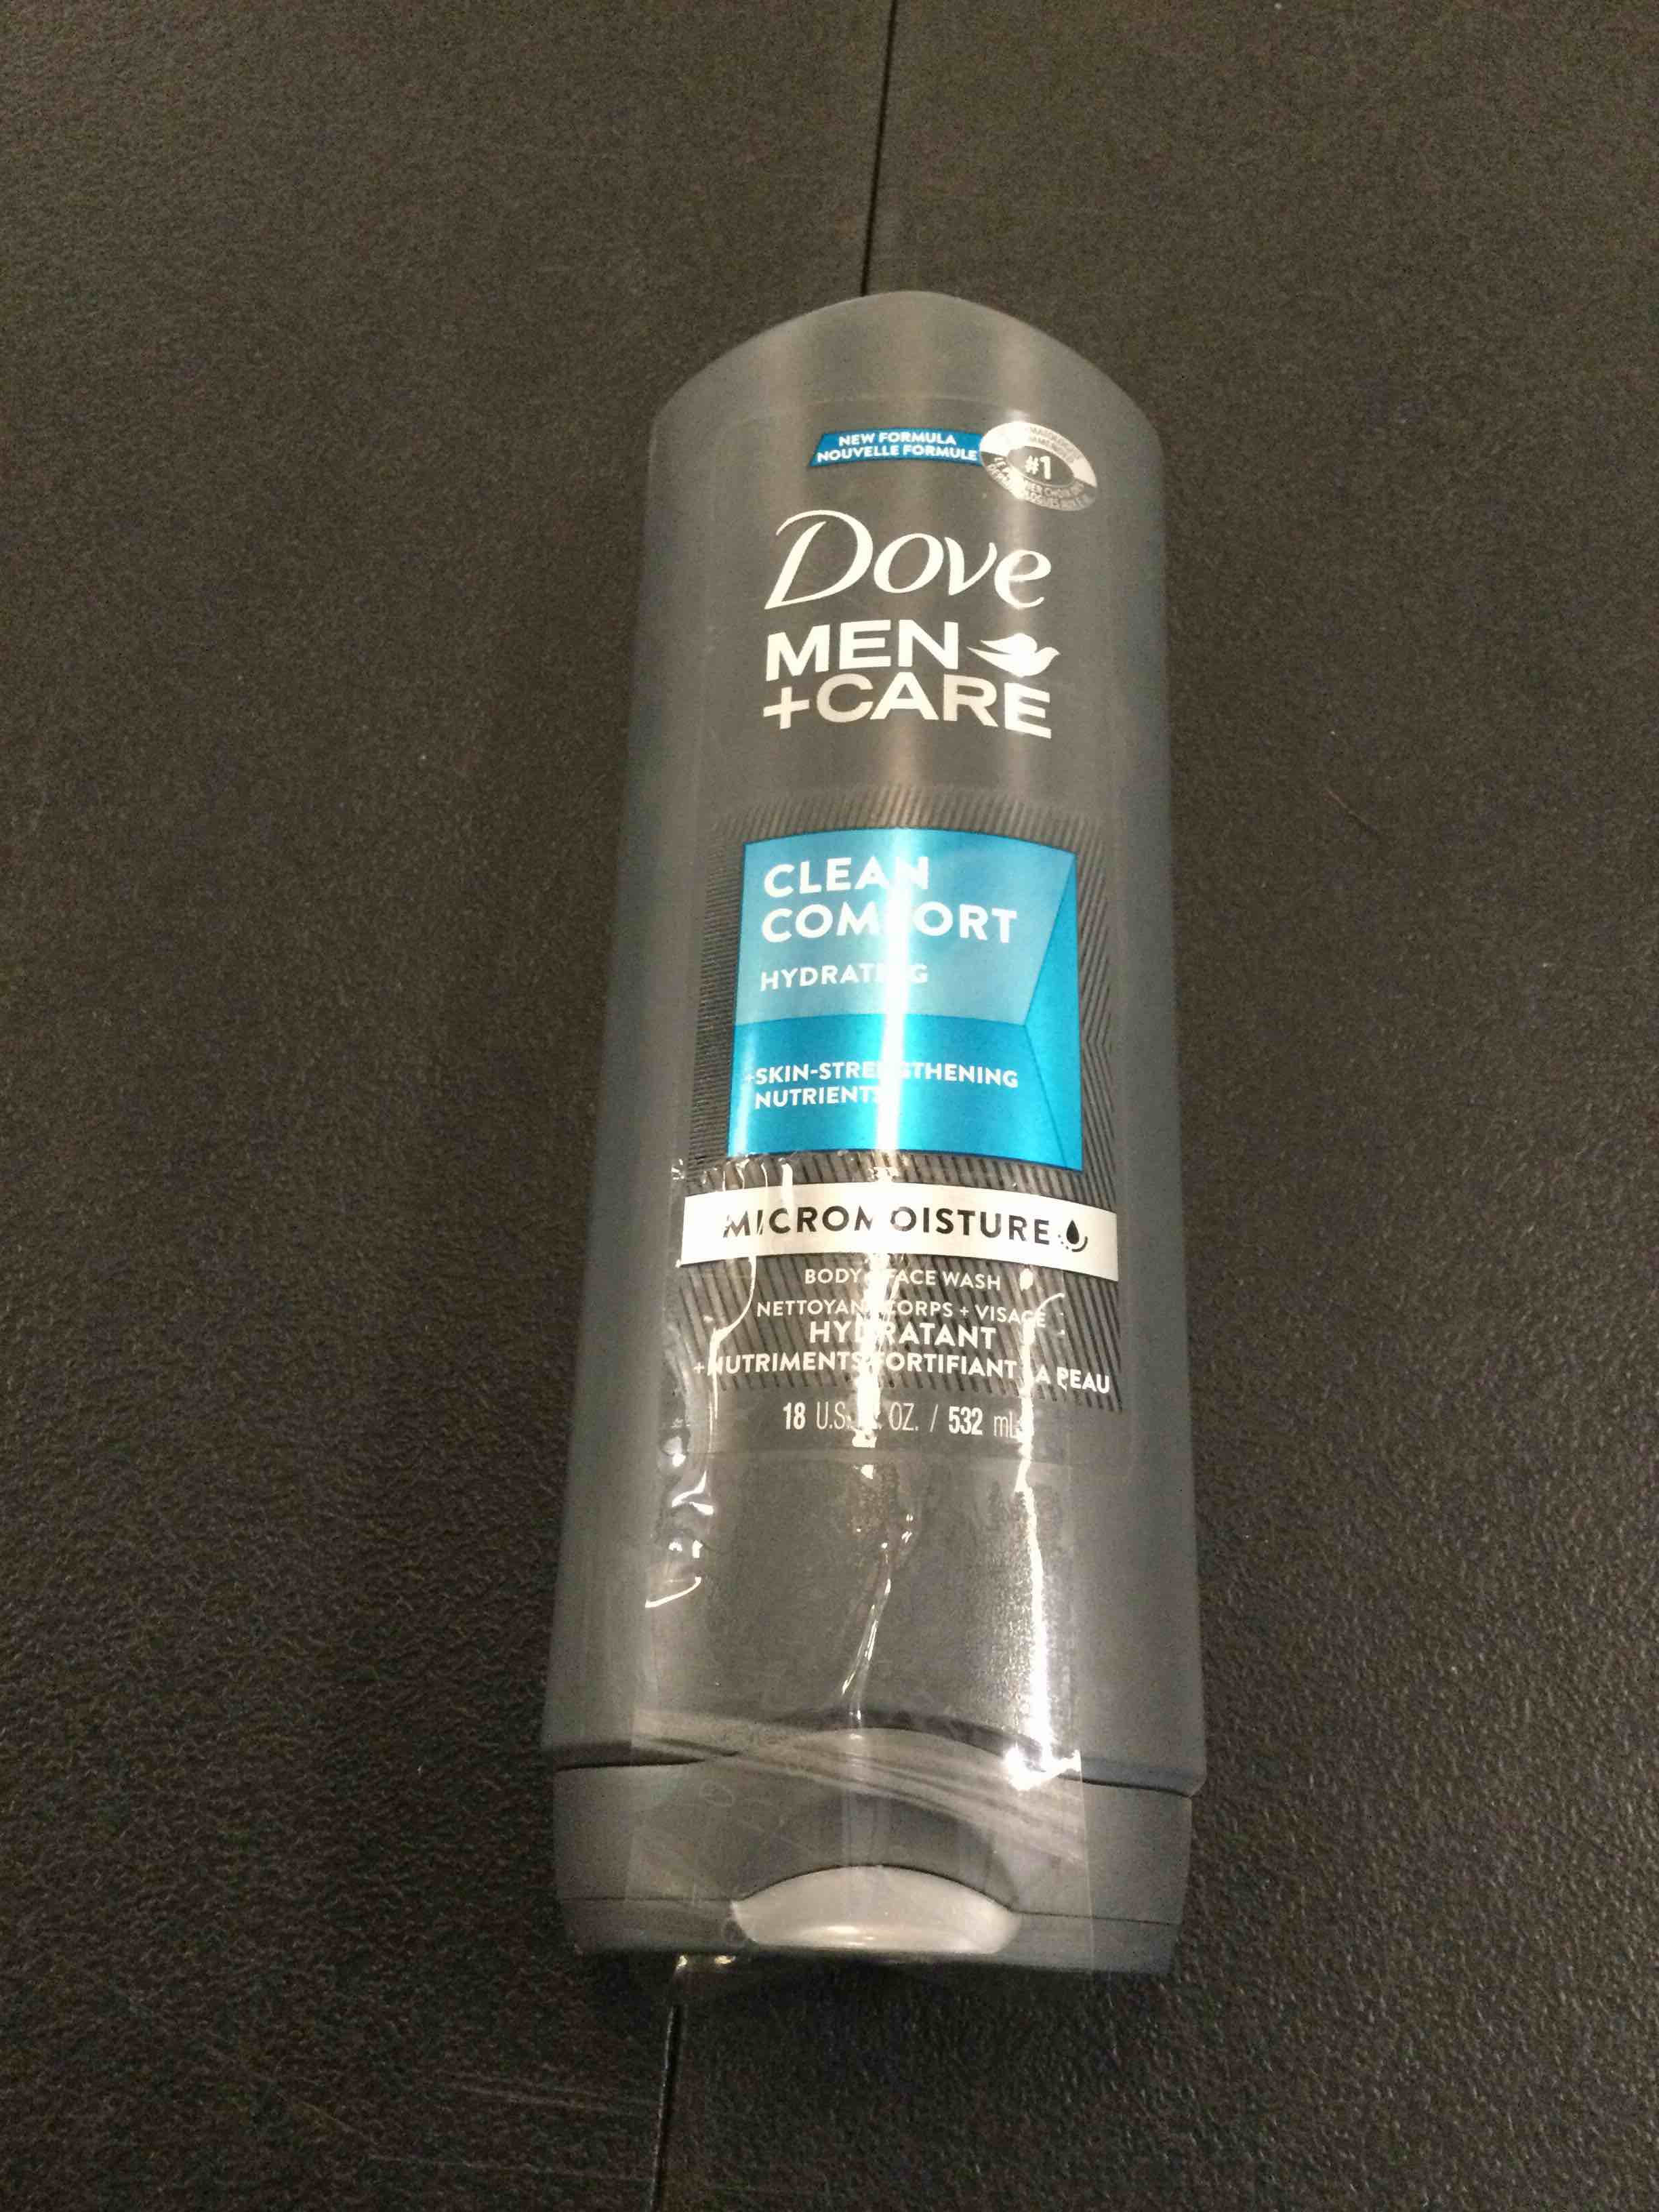 NEW FORMULA
NOUVELLE FORMULE
#1
Dove
MEN
+CARE
CLEAN
COMFORT
HYDRATING
+SKIN-STRENGTHENING
NUTRIENTS
MICROMOISTURE
BODY + FACE WASH
NETTOYANT CORPS + VISAGE
HYDRATANT
+NUTRIMENTS FORTIFIANT LA PEAU
18 U.S. FL. OZ. / 532 mL